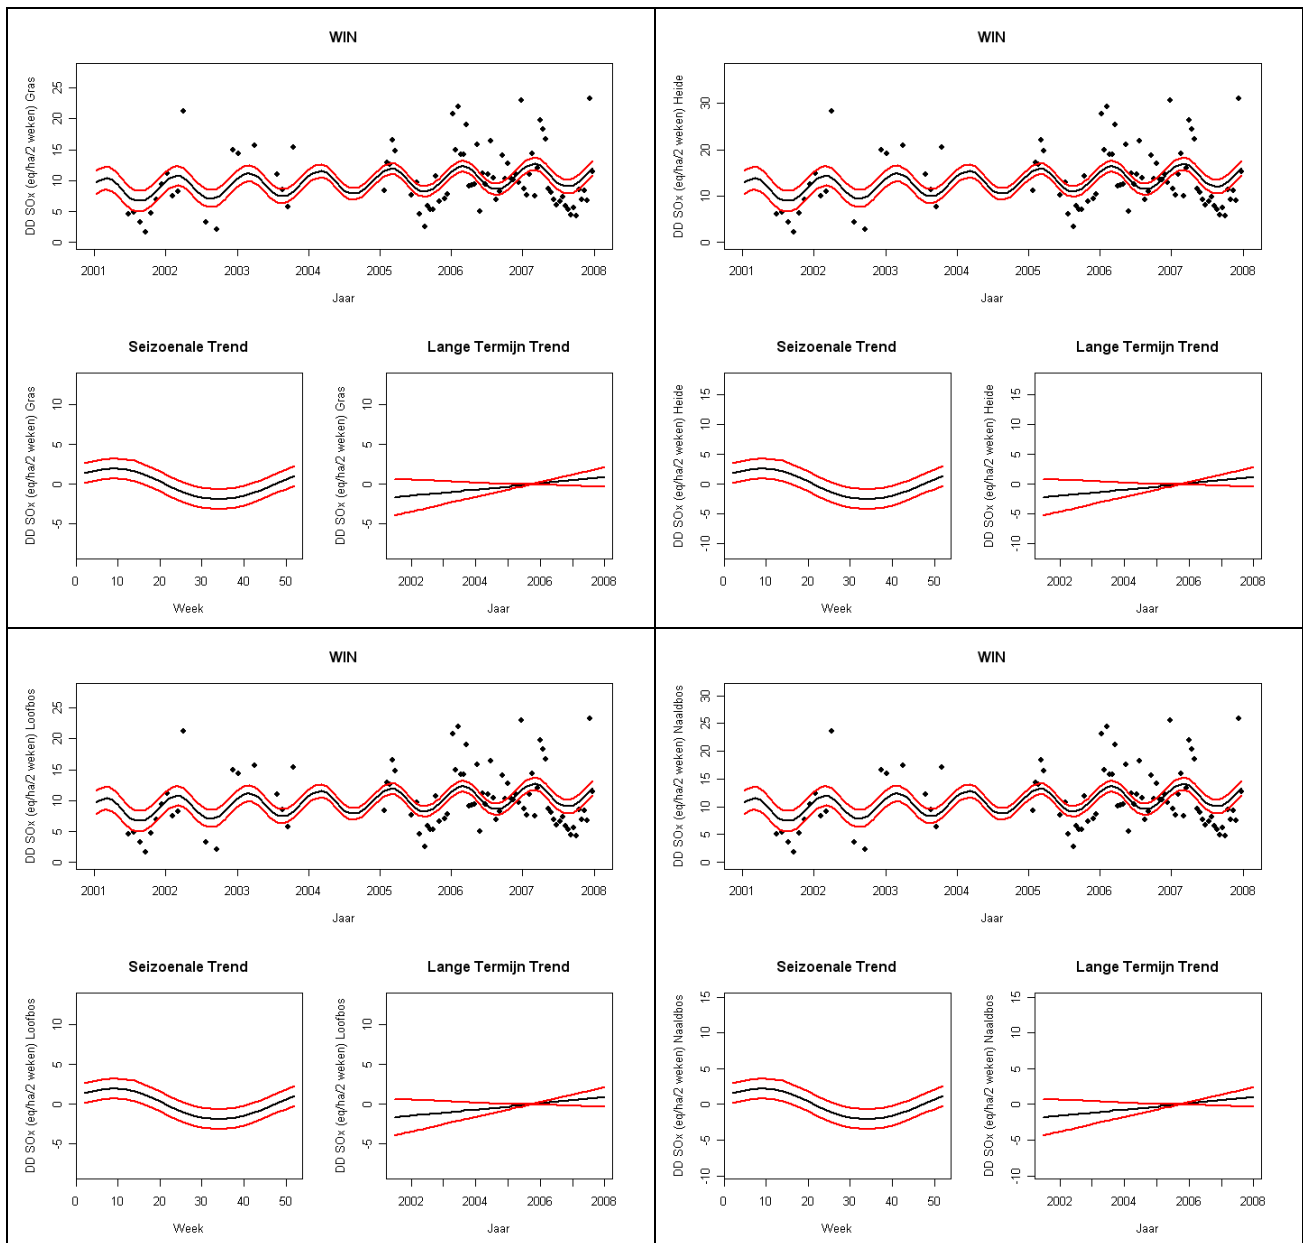 WIN
DD SOx (eq/ha/2 weken) Gras
0 5 10 15 20 25
2001 2002 2003 2004 2005 2006 2007 2008
Jaar
Seizoenale Trend
DD SOx (eq/ha/2 weken) Gras
-5 0 5 10
0 10 20 30 40 50
Week
Lange Termijn Trend
DD SOx (eq/ha/2 weken) Gras
-5 0 5 10
2002 2004 2006 2008
Jaar
WIN
DD SOx (eq/ha/2 weken) Heide
0 10 20 30
2001 2002 2003 2004 2005 2006 2007 2008
Jaar
Seizoenale Trend
DD SOx (eq/ha/2 weken) Heide
-10 -5 0 5 10 15
0 10 20 30 40 50
Week
Lange Termijn Trend
DD SOx (eq/ha/2 weken) Heide
-10 -5 0 5 10 15
2002 2004 2006 2008
Jaar
WIN
DD SOx (eq/ha/2 weken) Loofbos
0 5 10 15 20 25
2001 2002 2003 2004 2005 2006 2007 2008
Jaar
Seizoenale Trend
DD SOx (eq/ha/2 weken) Loofbos
-5 0 5 10
0 10 20 30 40 50
Week
Lange Termijn Trend
DD SOx (eq/ha/2 weken) Loofbos
-5 0 5 10
2002 2004 2006 2008
Jaar
WIN
DD SOx (eq/ha/2 weken) Naaldbos
0 5 10 15 20 25 30
2001 2002 2003 2004 2005 2006 2007 2008
Jaar
Seizoenale Trend
DD SOx (eq/ha/2 weken) Naaldbos
-10 -5 0 5 10 15
0 10 20 30 40 50
Week
Lange Termijn Trend
DD SOx (eq/ha/2 weken) Naaldbos
-10 -5 0 5 10 15
2002 2004 2006 2008
Jaar